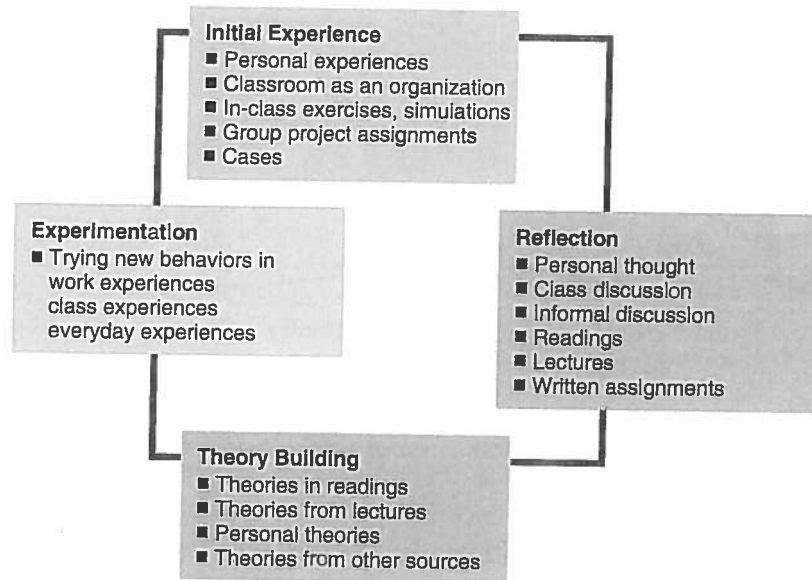 Initial Experience
■ Personal experiences
■ Classroom as an organization
■ In-class exercises, simulations
■ Group project assignments
■ Cases
Experimentation
■ Trying new behaviors in
work experiences
class experiences
everyday experiences
Reflection
■ Personal thought
■ Class discussion
■ Informal discussion
■ Readings
■ Lectures
■ Written assignments
Theory Building
■ Theories in readings
■ Theories from lectures
■ Personal theories
■ Theories from other sources